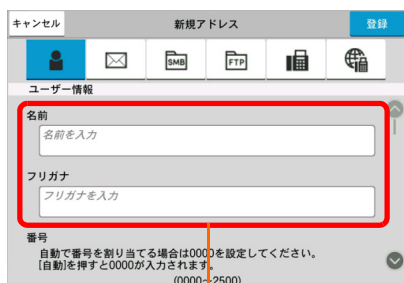 キャンセル 新規アドレス 登録
SMB FTP
ユーザー情報
名前
名前を入力
フリガナ
フリガナを入力
番号
自動で番号を割り当てる場合は0000を設定してください。
[自動]を押すと0000が入力されます。
(0000~2500)